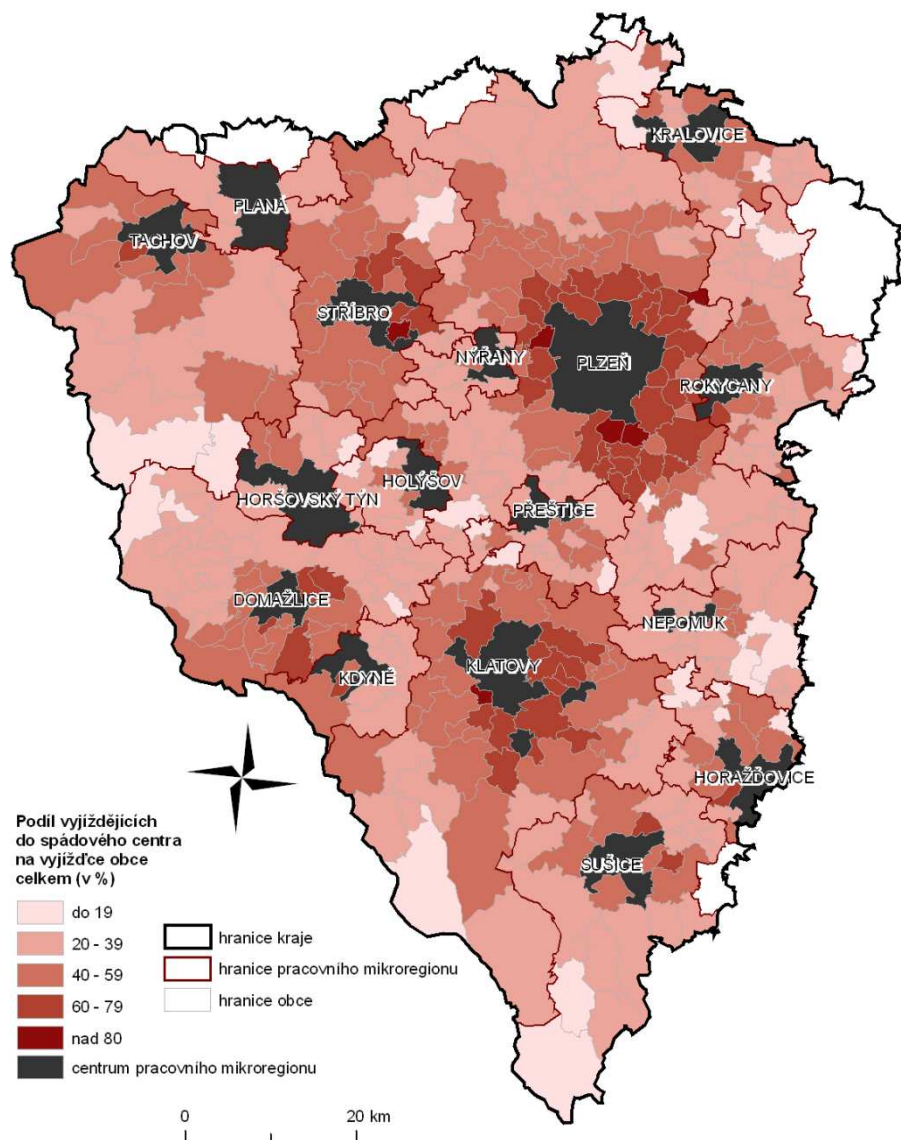 KRALOVICE
PLANÁ
TACHOV
STŘÍBRO
NÝŘANY
PLZEŇ
ROKYCANY
HOLÝŠOV
HORŠOVSKÝ TÝN
PŘEŠTICE
DOMAŽLICE
NEPOMUK
KLATOVY
KDYNĚ
HORAŽĎOVICE
SUŠICE
Podíl vyjíždějících
do spádového centra
na vyjížďce obce
celkem (v %)
do 19
20 - 39
40 - 59
60 - 79
nad 80
centrum pracovního mikroregionu
hranice kraje
hranice pracovního mikroregionu
hranice obce
0 20 km